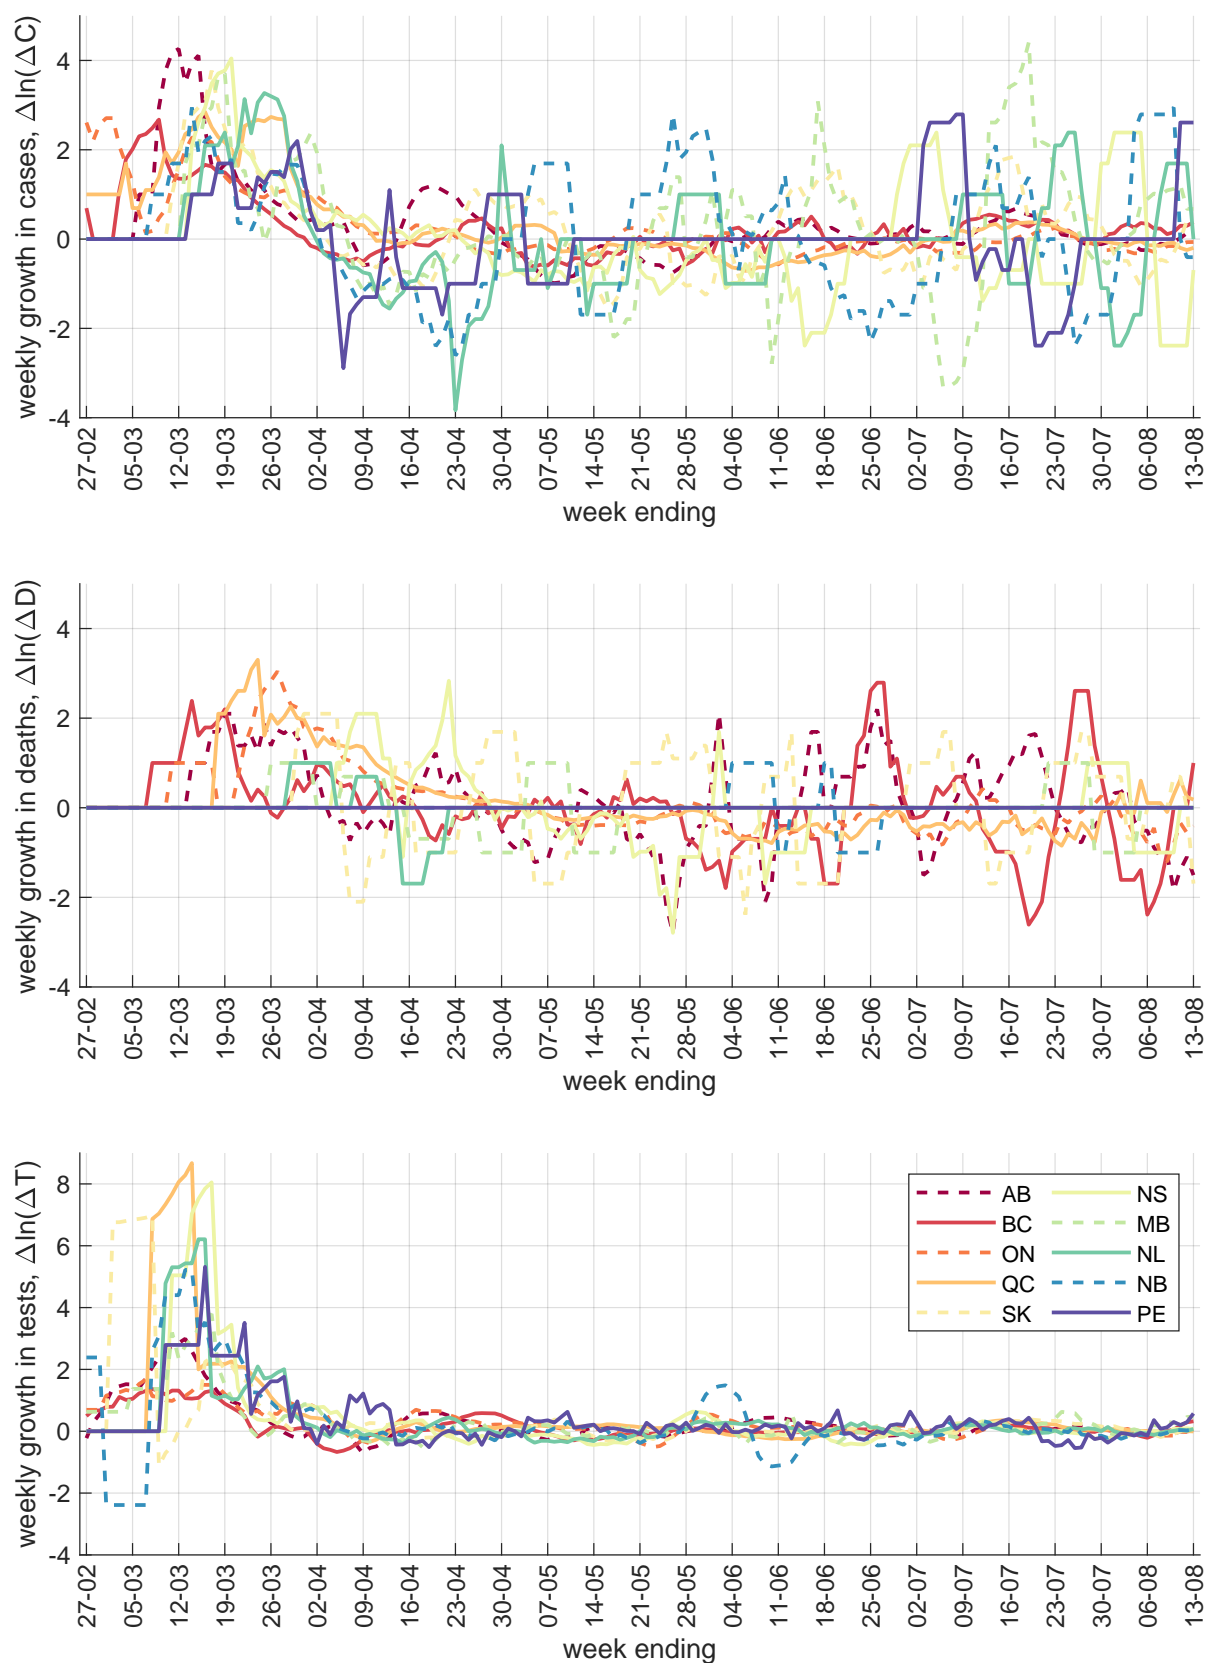 weekly growth in cases, Δln(ΔC)
4
2
0
-2
-4
27-02 05-03 12-03 19-03 26-03 02-04 09-04 16-04 23-04 30-04 07-05 14-05 21-05 28-05 04-06 11-06 18-06 25-06 02-07 09-07 16-07 23-07 30-07 06-08 13-08
week ending
weekly growth in deaths, Δln(ΔD)
4
2
0
-2
-4
27-02 05-03 12-03 19-03 26-03 02-04 09-04 16-04 23-04 30-04 07-05 14-05 21-05 28-05 04-06 11-06 18-06 25-06 02-07 09-07 16-07 23-07 30-07 06-08 13-08
week ending
weekly growth in tests, Δln(ΔT)
8
6
4
2
0
-2
-4
AB NS
BC MB
ON NL
QC NB
SK PE
27-02 05-03 12-03 19-03 26-03 02-04 09-04 16-04 23-04 30-04 07-05 14-05 21-05 28-05 04-06 11-06 18-06 25-06 02-07 09-07 16-07 23-07 30-07 06-08 13-08
week ending